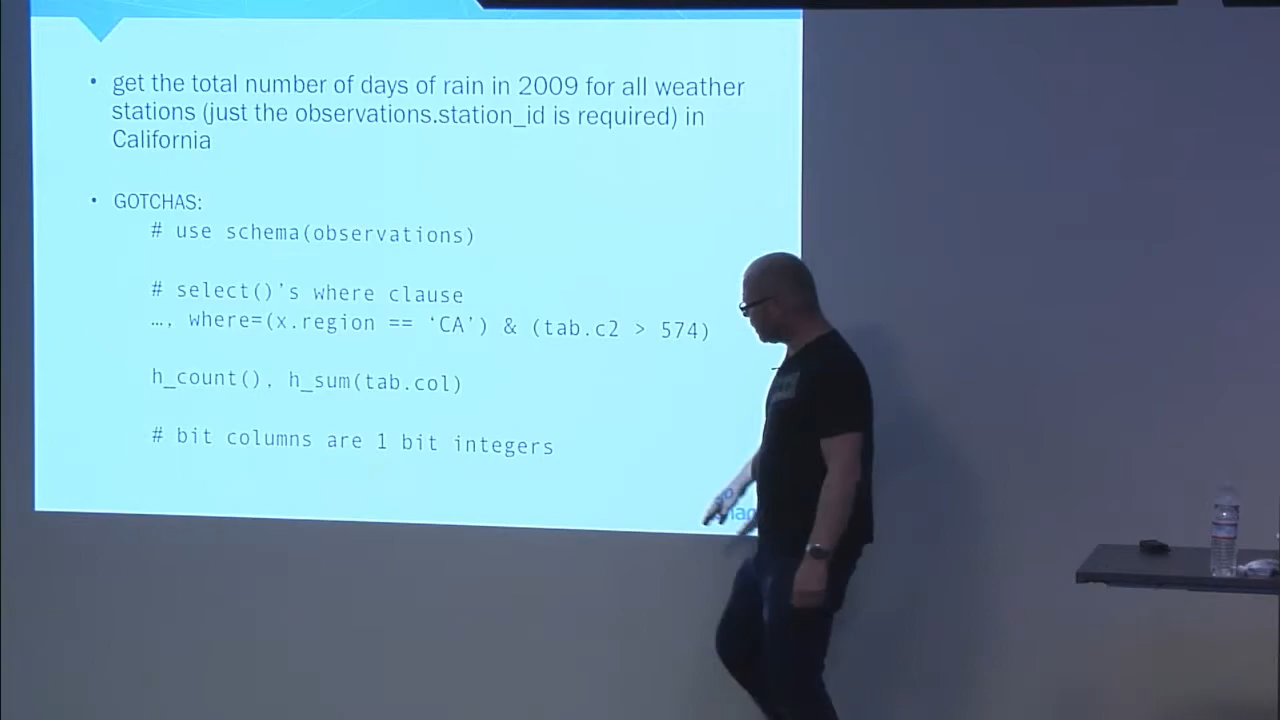 • get the total number of days of rain in 2009 for all weather
stations (just the observations.station_id is required) in
California
• GOTCHAS:
# use schema(observations)
# select()’s where clause
…, where=(x.region == ‘CA’) & (tab.c2 > 574)
h_count(), h_sum(tab.col)
# bit columns are 1 bit integers